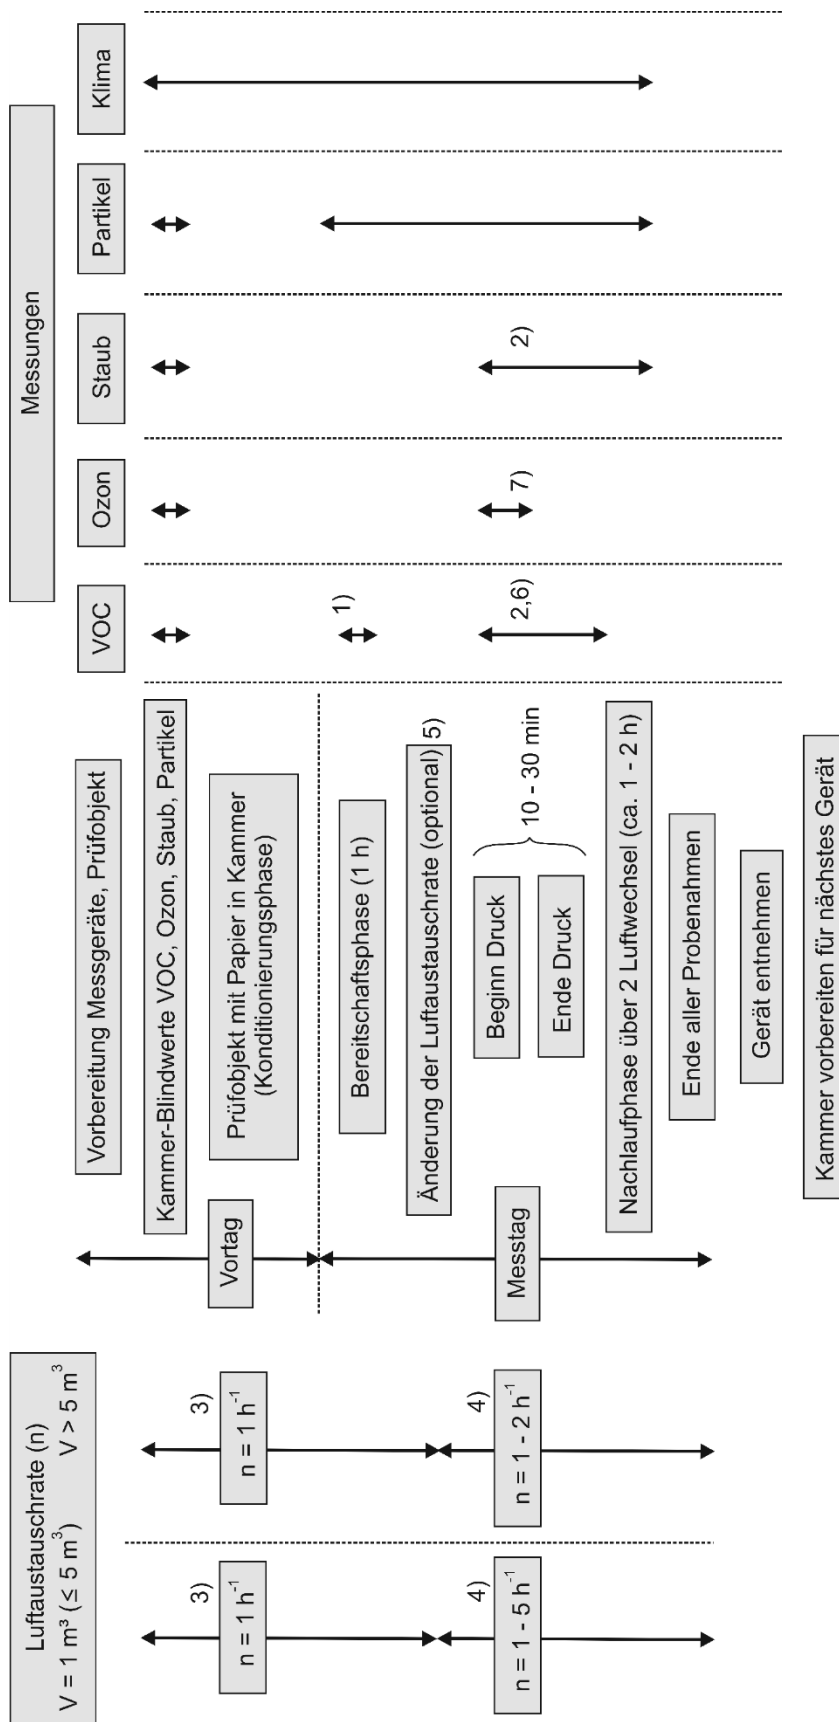 Luftaustauschrate (n)
V = 1 m³ (≤ 5 m³) V > 5 m³
Messungen
VOC
Ozon
Staub
Partikel
Klima
Vorbereitung Messgeräte, Prüfobjekt
Kammer-Blindwerte VOC, Ozon, Staub, Partikel
3)
n = 1 h⁻¹
3)
n = 1 h⁻¹
Vortag
Prüfobjekt mit Papier in Kammer
(Konditionierungsphase)
Bereitschaftsphase (1 h)
1)
Änderung der Luftaustauschrate (optional) 5)
4)
n = 1 - 5 h⁻¹
4)
n = 1 - 2 h⁻¹
Messtag
Beginn Druck
Ende Druck
10 - 30 min
2,6)
7)
2)
Nachlaufphase über 2 Luftwechsel (ca. 1 - 2 h)
Ende aller Probenahmen
Gerät entnehmen
Kammer vorbereiten für nächstes Gerät